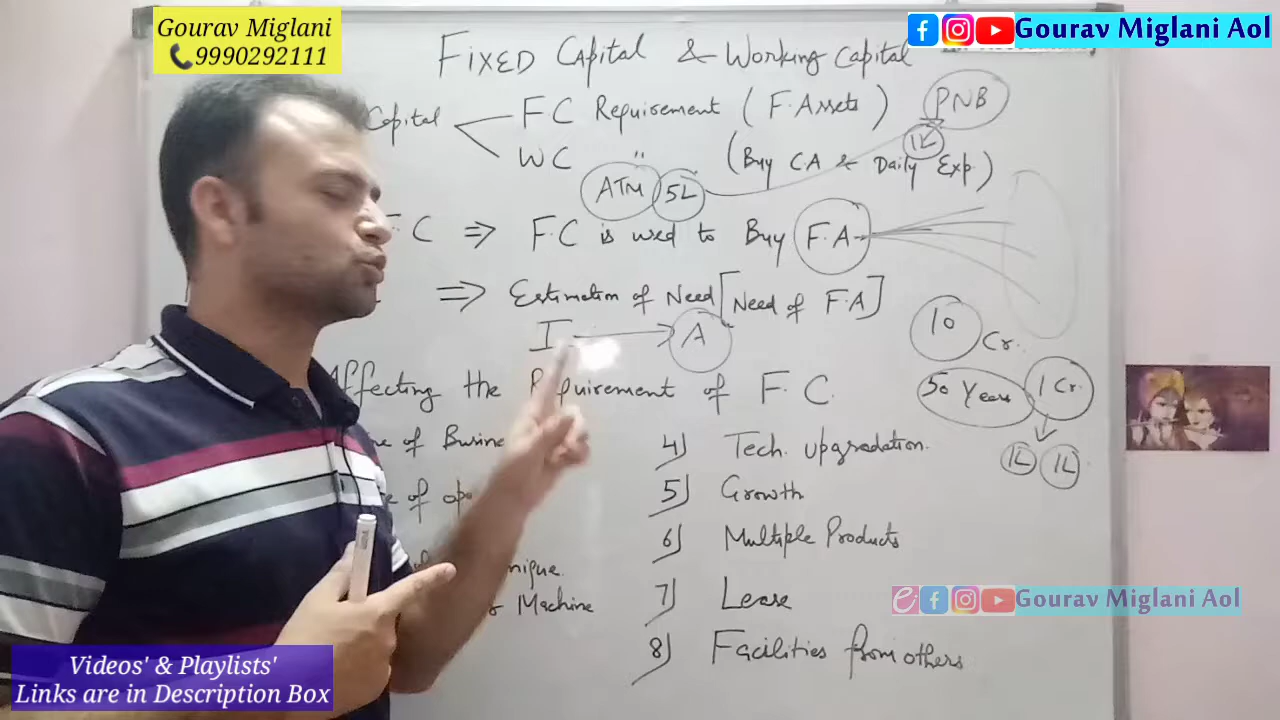 Gourav Miglani
9990292111
Gourav Miglani Aol
Fixed Capital & Working Capital
Capital
FC Requirement (F. Assets)
PNB
WC " (Buy C.A & Daily Exp.)
1L
ATM
5L
F.C => F.C is used to Buy F.A
=> Estimation of Need [Need of F.A]
I → A
10 Cr.
50 Years
1 Cr.
1L 1L
Affecting the Requirement of F.C.
of
4) Tech. upgradation.
of
5) Growth
6) Multiple Products
Machine
7) Lease
Gourav Miglani Aol
8) Facilities from others
Videos' & Playlists'
Links are in Description Box